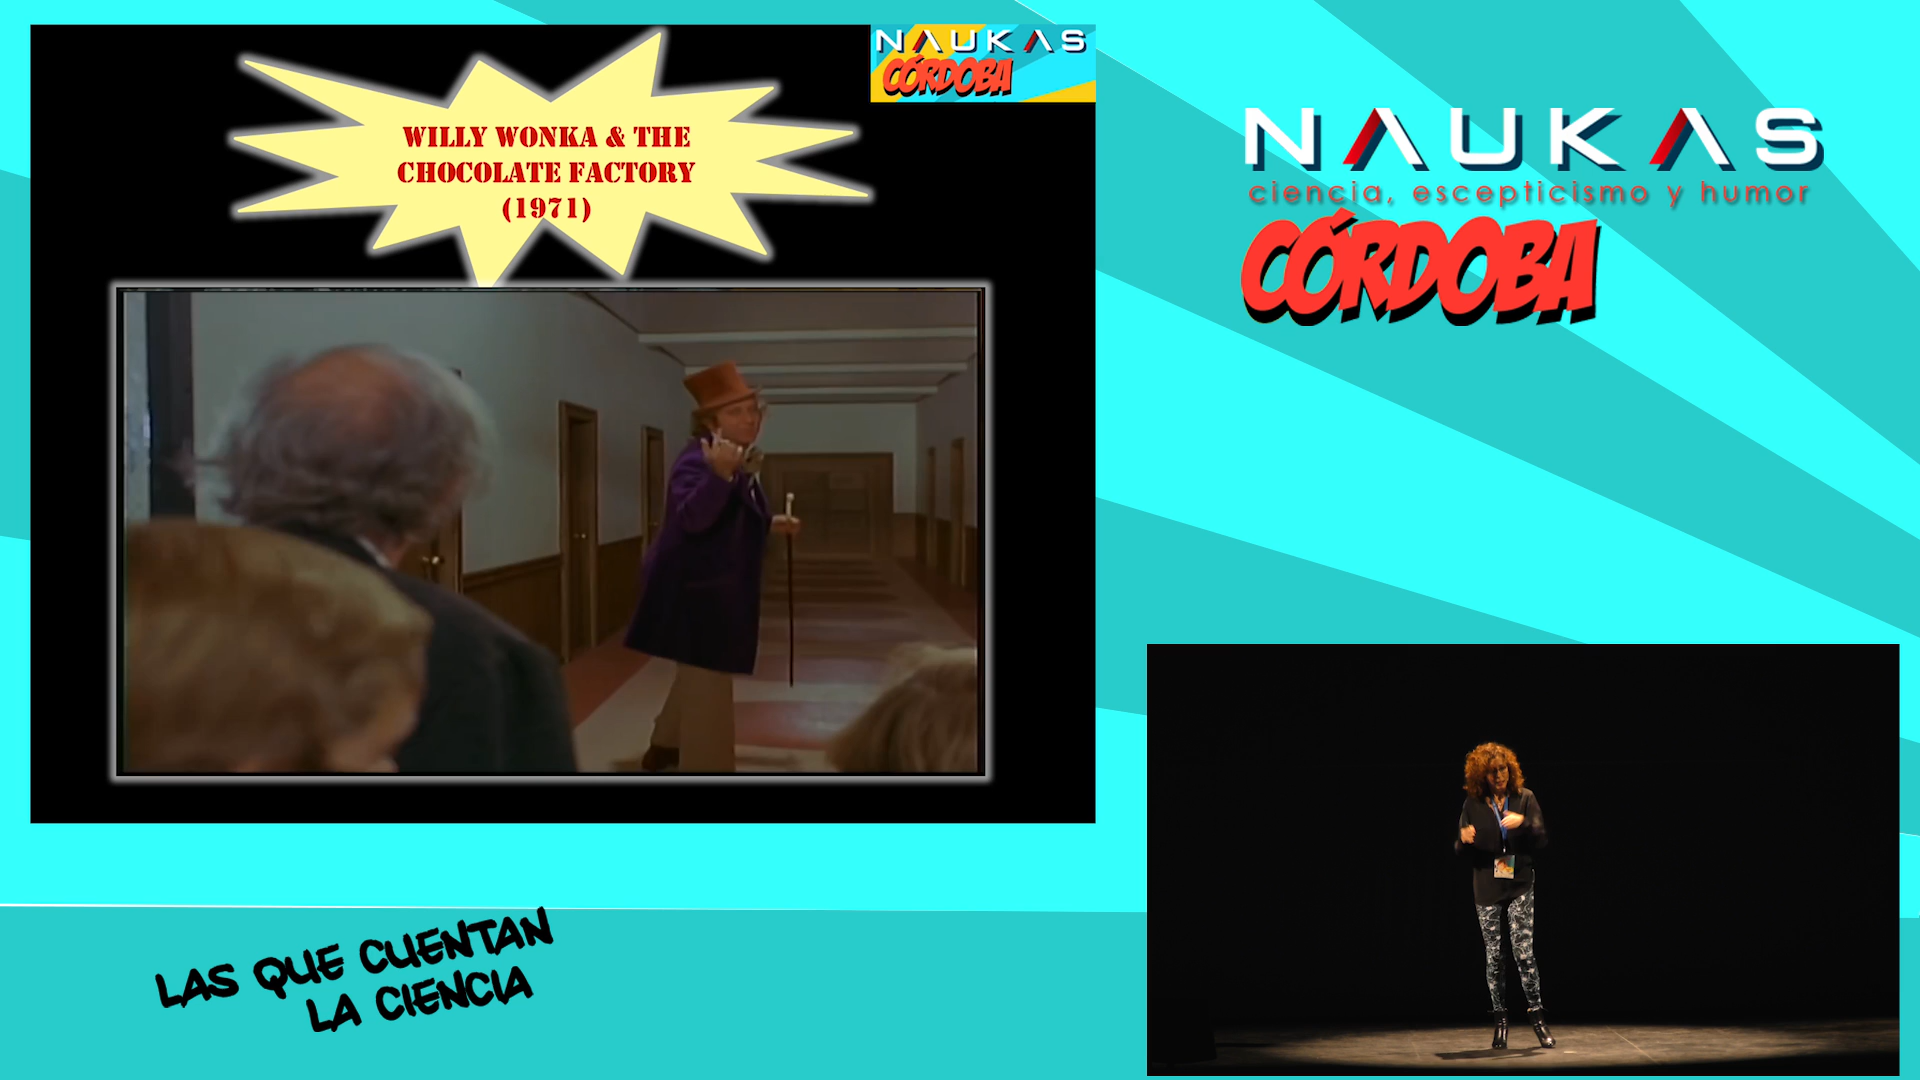 WILLY WONKA & THE
CHOCOLATE FACTORY
(1971)
NAUKAS
CÓRDOBA
NAUKAS
ciencia, escepticismo y humor
CÓRDOBA
LAS QUE CUENTAN
LA CIENCIA